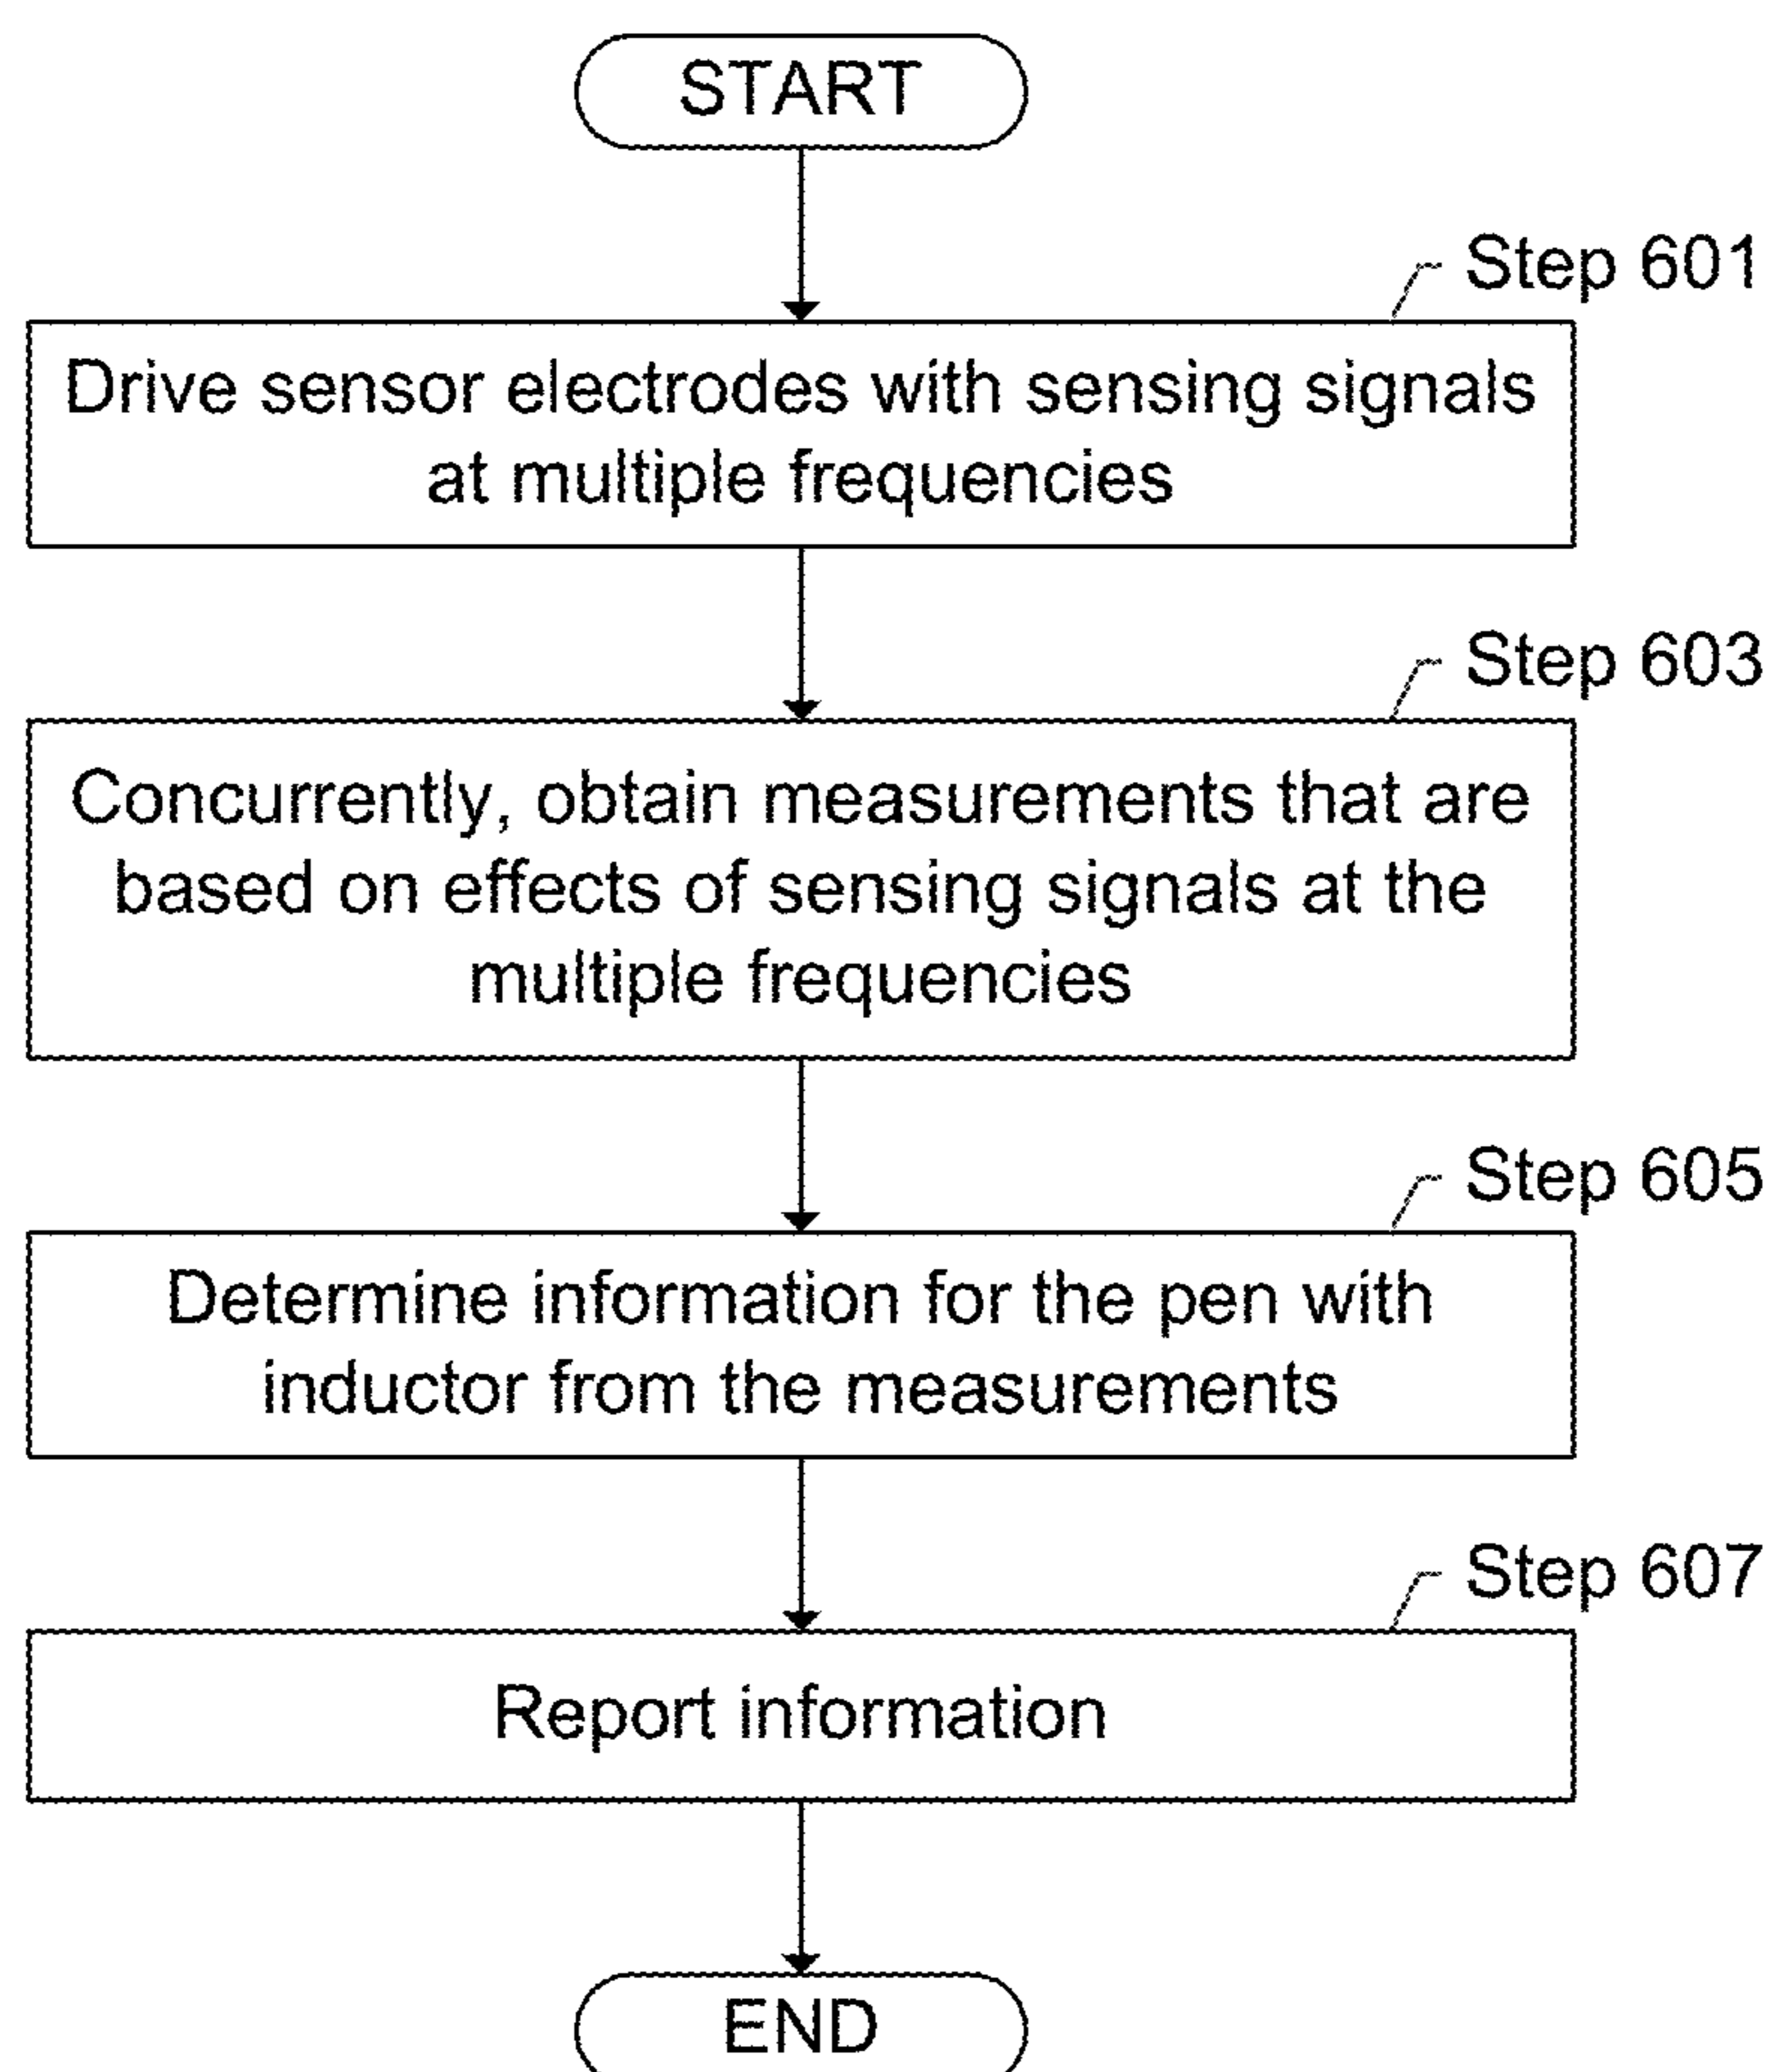 START
Step 601
Drive sensor electrodes with sensing signals
at multiple frequencies
Step 603
Concurrently, obtain measurements that are
based on effects of sensing signals at the
multiple frequencies
Step 605
Determine information for the pen with
inductor from the measurements
Step 607
Report information
END